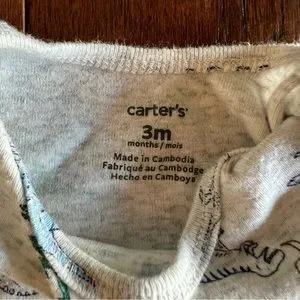 carter's
3m
months / mois
Made in Cambodia
Fabriqué au Cambodge
Hecho en Camboya